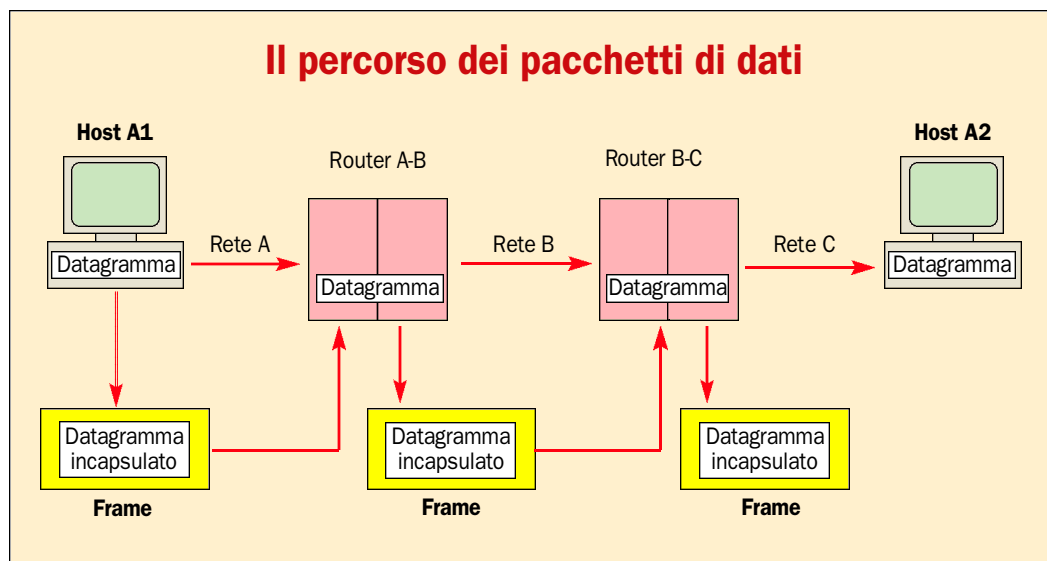 Il percorso dei pacchetti di dati
Host A1
Host A2
Router A-B
Router B-C
Rete A
Rete B
Rete C
Datagramma
Datagramma
Datagramma
Datagramma
Datagramma
incapsulato
Datagramma
incapsulato
Datagramma
incapsulato
Frame
Frame
Frame